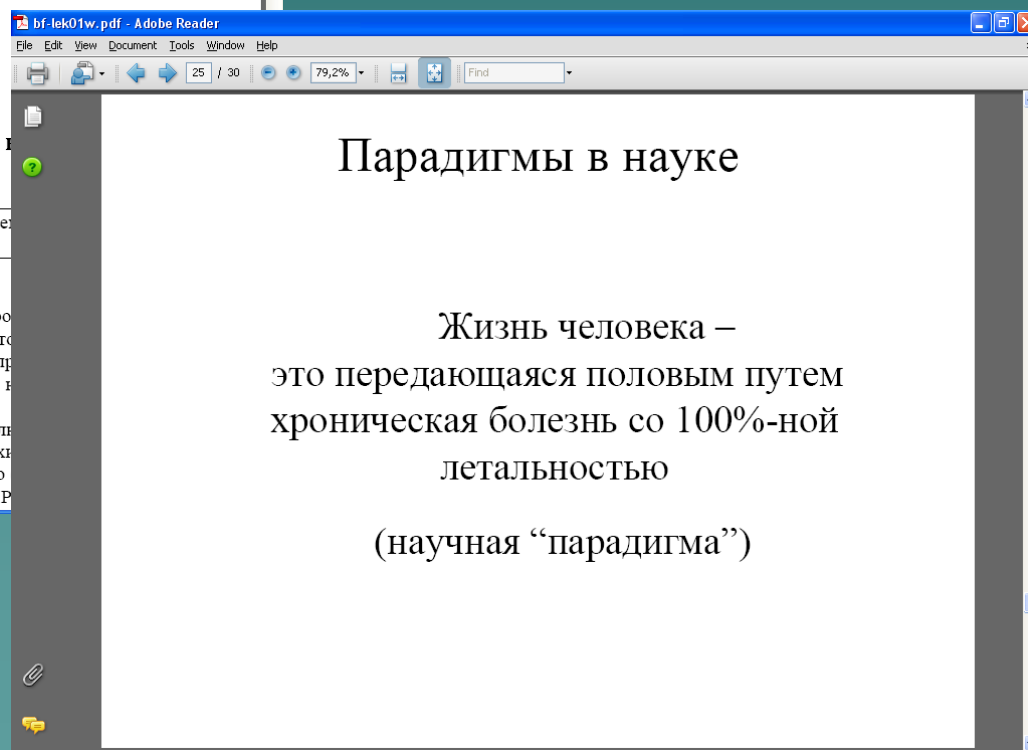 bf-lek01w.pdf - Adobe Reader
File Edit View Document Tools Window Help
25 / 30 79,2% Find
Парадигмы в науке
Жизнь человека –
это передающаяся половым путем
хроническая болезнь со 100%-ной
летальностью
(научная “парадигма”)